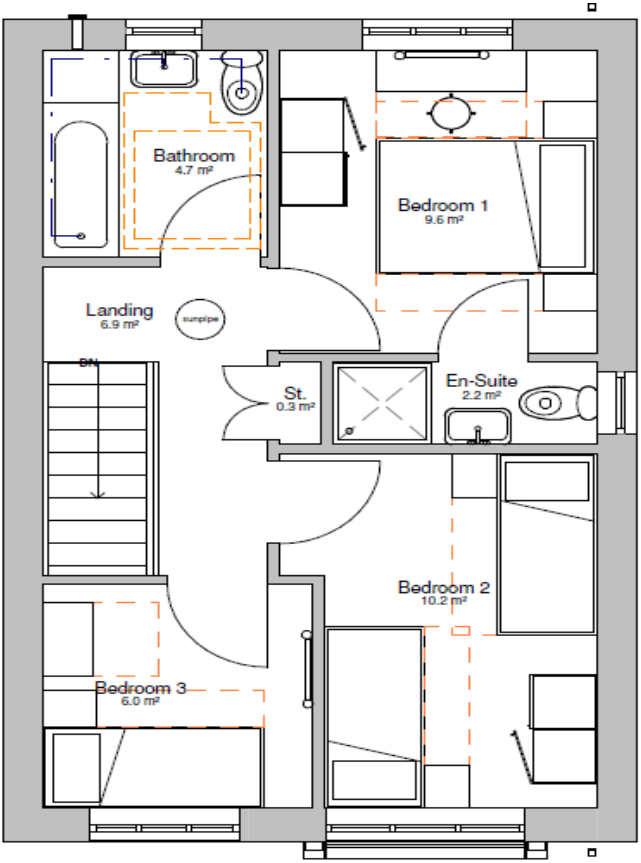 Bathroom
4.7 m²
Bedroom 1
9.6 m²
Landing
6.9 m²
sunpipe
DN
St.
0.3 m²
En-Suite
2.2 m²
Bedroom 2
10.2 m²
Bedroom 3
6.0 m²